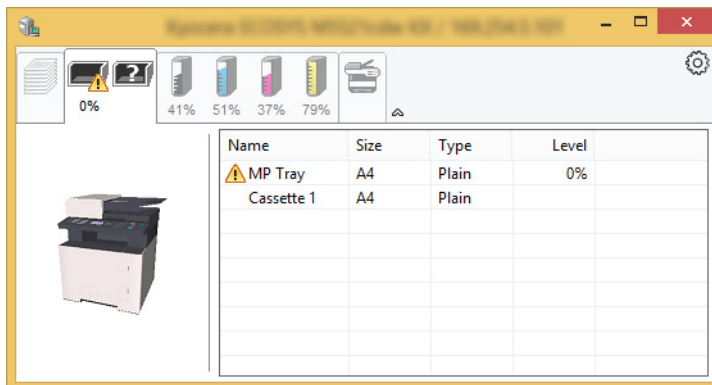 ?
0% 41% 51% 37% 79%
Name Size Type Level
MP Tray A4 Plain 0%
Cassette 1 A4 Plain